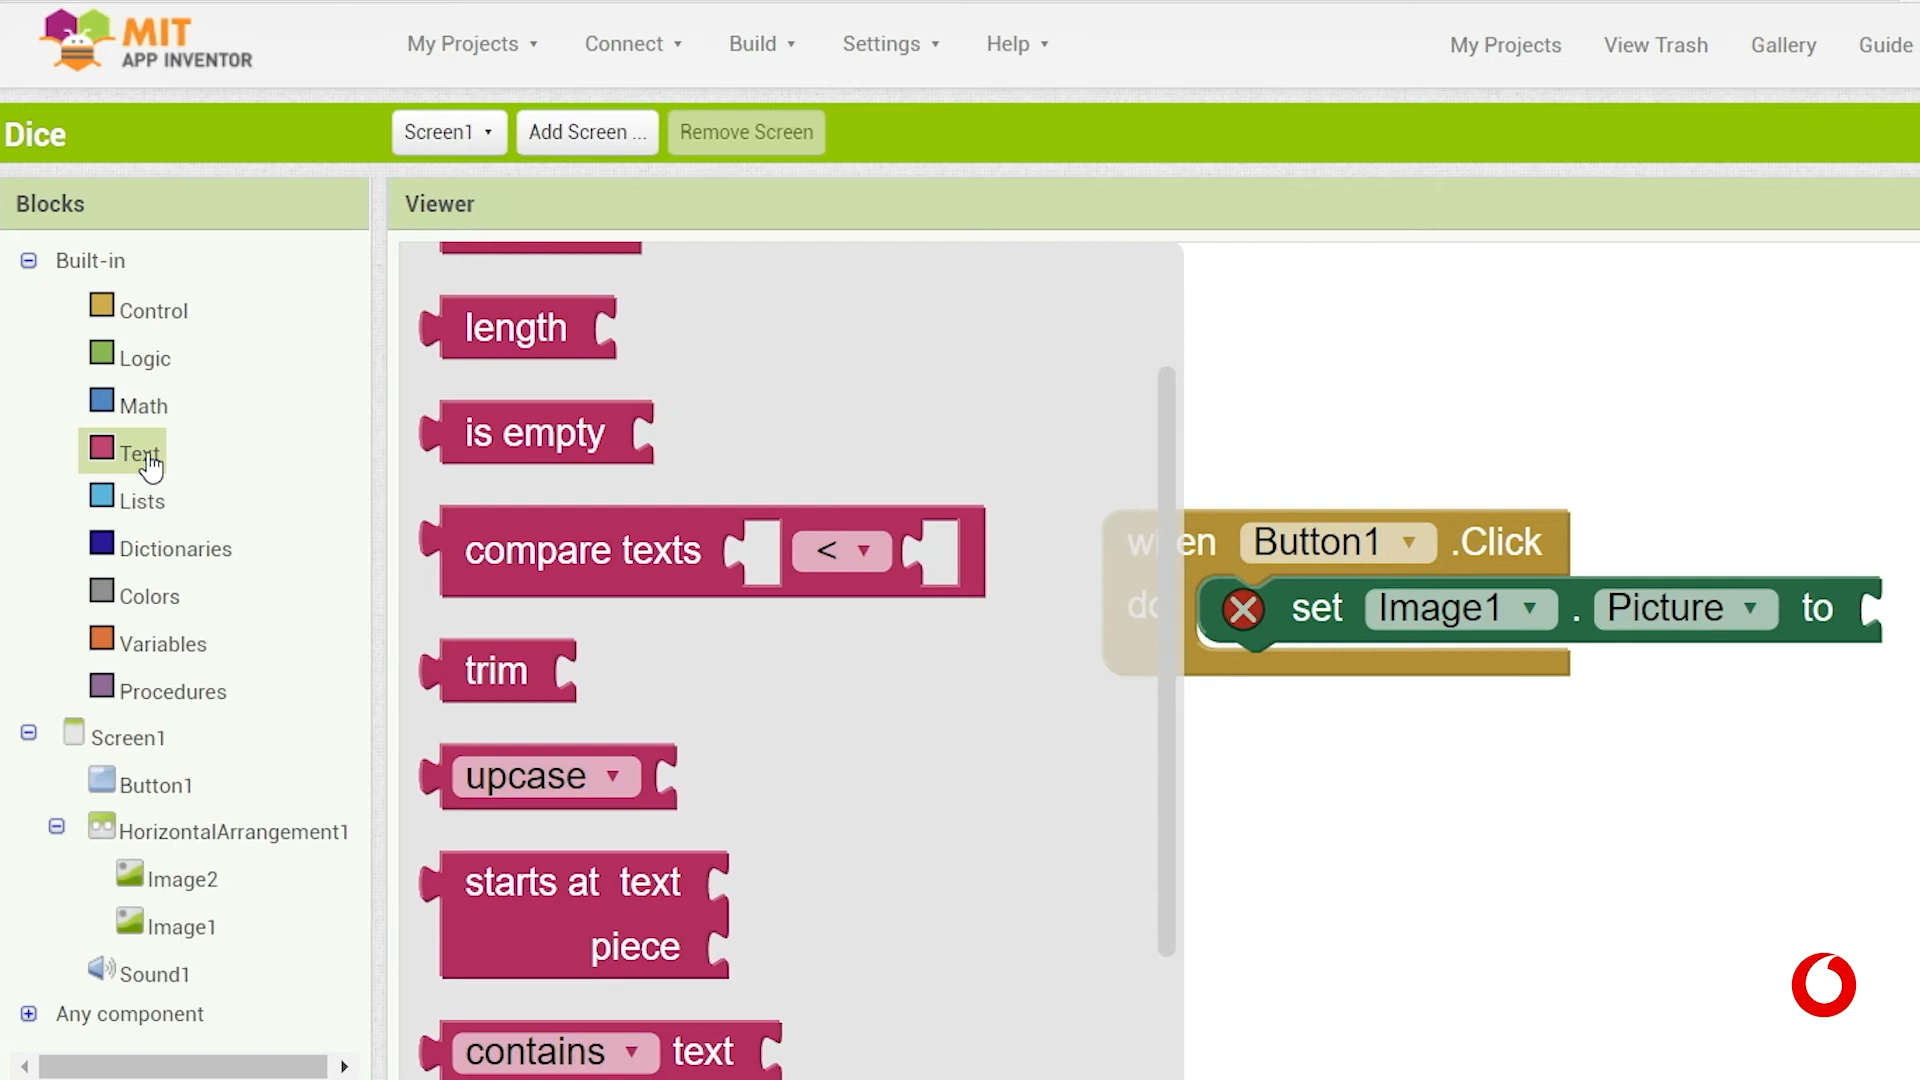 MIT
APP INVENTOR
My Projects
Connect
Build
Settings
Help
My Projects
View Trash
Gallery
Guide
Dice
Screen1
Add Screen ...
Remove Screen
Blocks
Viewer
Built-in
Control
Logic
Math
Text
Lists
Dictionaries
Colors
Variables
Procedures
Screen1
Button1
HorizontalArrangement1
Image2
Image1
Sound1
Any component
length
is empty
compare texts <
trim
upcase
starts at text
piece
contains text
when Button1 .Click
do set Image1 . Picture to